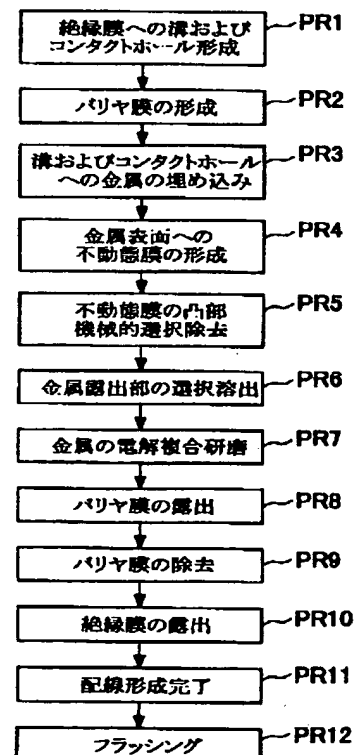 絶縁膜への溝および
コンタクトホール形成
PR1
バリヤ膜の形成
PR2
溝およびコンタクトホール
への金属の埋め込み
PR3
金属表面への
不動態膜の形成
PR4
不動態膜の凸部
機械的選択除去
PR5
金属露出部の選択溶出
PR6
金属の電解複合研磨
PR7
バリヤ膜の露出
PR8
バリヤ膜の除去
PR9
絶縁膜の露出
PR10
配線形成完了
PR11
フラッシング
PR12